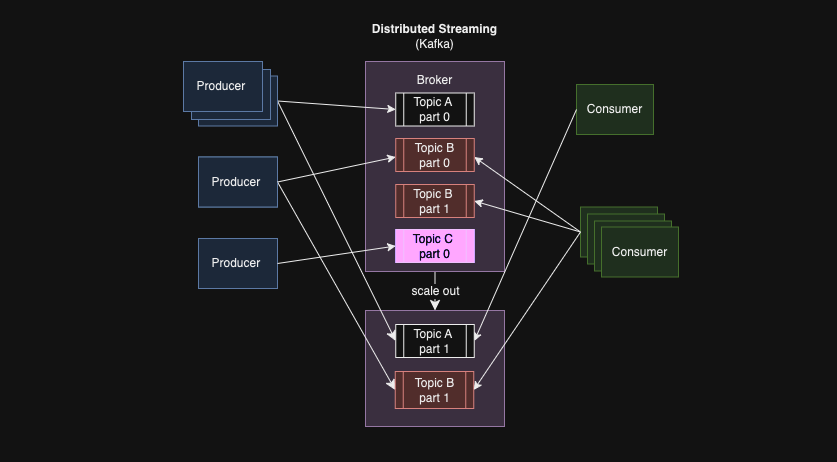 Distributed Streaming
(Kafka)
Broker
Producer
Topic A
part 0
Consumer
Producer
Topic B
part 0
Topic B
part 1
Producer
Topic C
part 0
Consumer
scale out
Topic A
part 1
Topic B
part 1